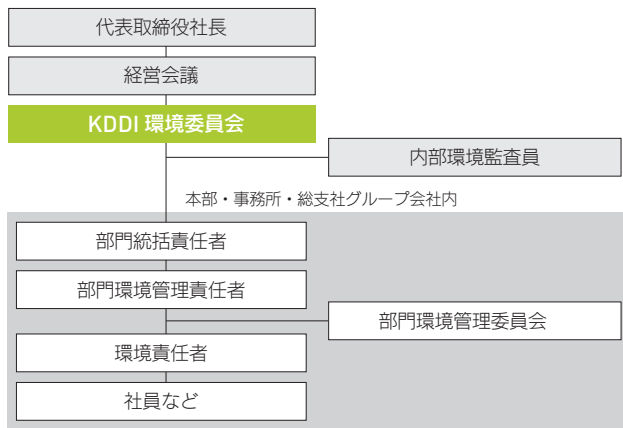 代表取締役社長
経営会議
KDDI 環境委員会
内部環境監査員
本部・事務所・総支社グループ会社内
部門統括責任者
部門環境管理責任者
部門環境管理委員会
環境責任者
社員など